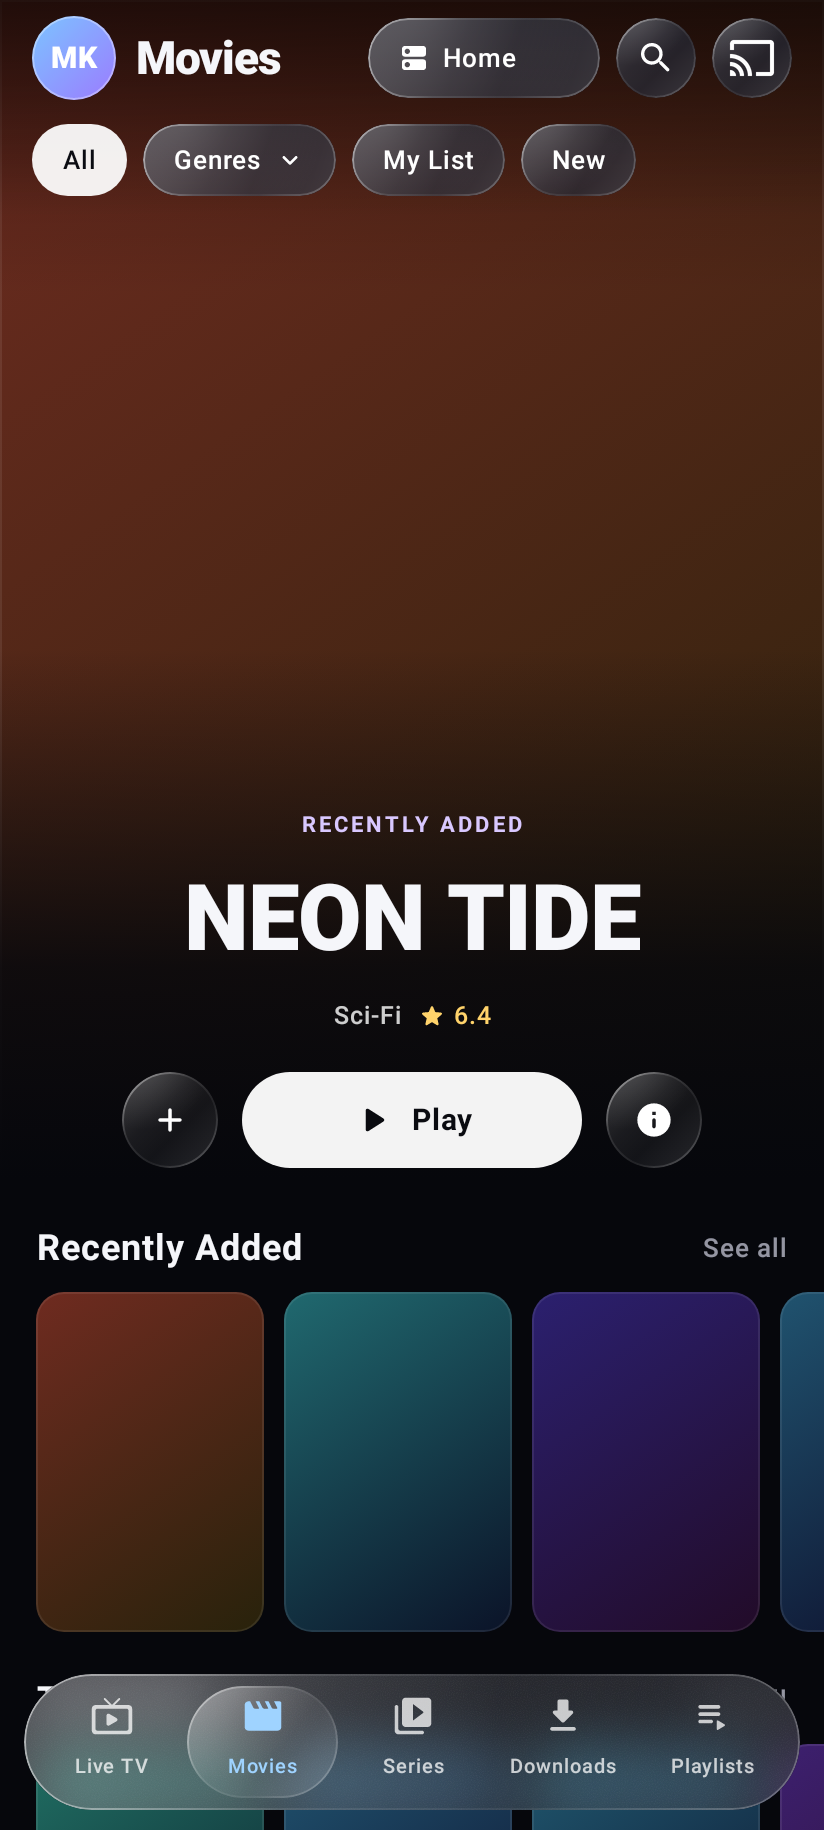 MK Movies Home
All Genres My List New
RECENTLY ADDED
NEON TIDE
Sci-Fi 6.4
Play
Recently Added See all
Live TV Movies Series Downloads Playlists